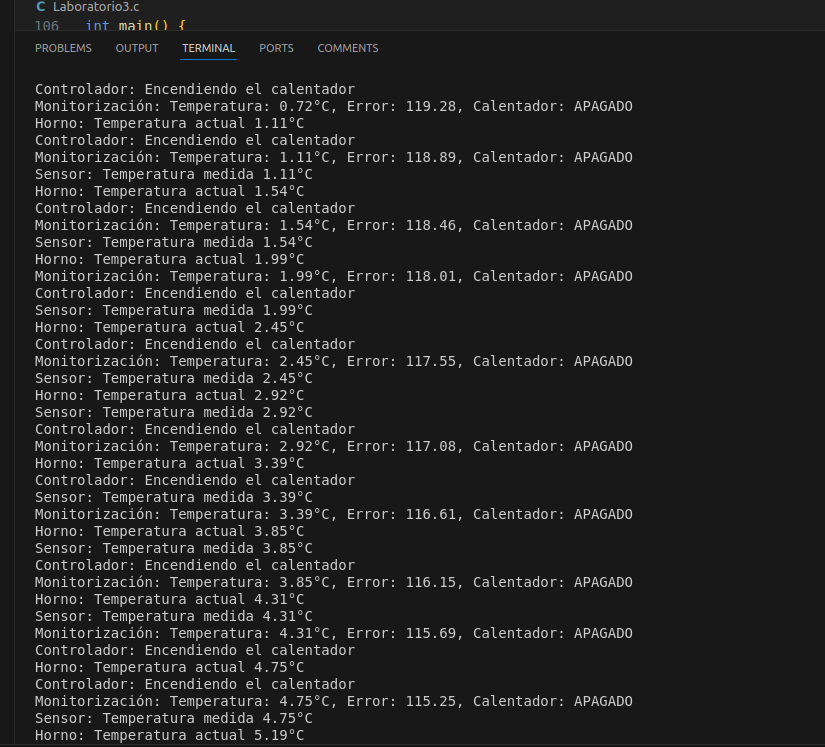 C Laboratorio3.c
106 int main() {
PROBLEMS OUTPUT TERMINAL PORTS COMMENTS
Controlador: Encendiendo el calentador
Monitorización: Temperatura: 0.72°C, Error: 119.28, Calentador: APAGADO
Horno: Temperatura actual 1.11°C
Controlador: Encendiendo el calentador
Monitorización: Temperatura: 1.11°C, Error: 118.89, Calentador: APAGADO
Sensor: Temperatura medida 1.11°C
Horno: Temperatura actual 1.54°C
Controlador: Encendiendo el calentador
Monitorización: Temperatura: 1.54°C, Error: 118.46, Calentador: APAGADO
Sensor: Temperatura medida 1.54°C
Horno: Temperatura actual 1.99°C
Monitorización: Temperatura: 1.99°C, Error: 118.01, Calentador: APAGADO
Controlador: Encendiendo el calentador
Sensor: Temperatura medida 1.99°C
Horno: Temperatura actual 2.45°C
Controlador: Encendiendo el calentador
Monitorización: Temperatura: 2.45°C, Error: 117.55, Calentador: APAGADO
Sensor: Temperatura medida 2.45°C
Horno: Temperatura actual 2.92°C
Sensor: Temperatura medida 2.92°C
Controlador: Encendiendo el calentador
Monitorización: Temperatura: 2.92°C, Error: 117.08, Calentador: APAGADO
Horno: Temperatura actual 3.39°C
Controlador: Encendiendo el calentador
Sensor: Temperatura medida 3.39°C
Monitorización: Temperatura: 3.39°C, Error: 116.61, Calentador: APAGADO
Horno: Temperatura actual 3.85°C
Sensor: Temperatura medida 3.85°C
Controlador: Encendiendo el calentador
Monitorización: Temperatura: 3.85°C, Error: 116.15, Calentador: APAGADO
Horno: Temperatura actual 4.31°C
Sensor: Temperatura medida 4.31°C
Monitorización: Temperatura: 4.31°C, Error: 115.69, Calentador: APAGADO
Controlador: Encendiendo el calentador
Horno: Temperatura actual 4.75°C
Controlador: Encendiendo el calentador
Monitorización: Temperatura: 4.75°C, Error: 115.25, Calentador: APAGADO
Sensor: Temperatura medida 4.75°C
Horno: Temperatura actual 5.19°C